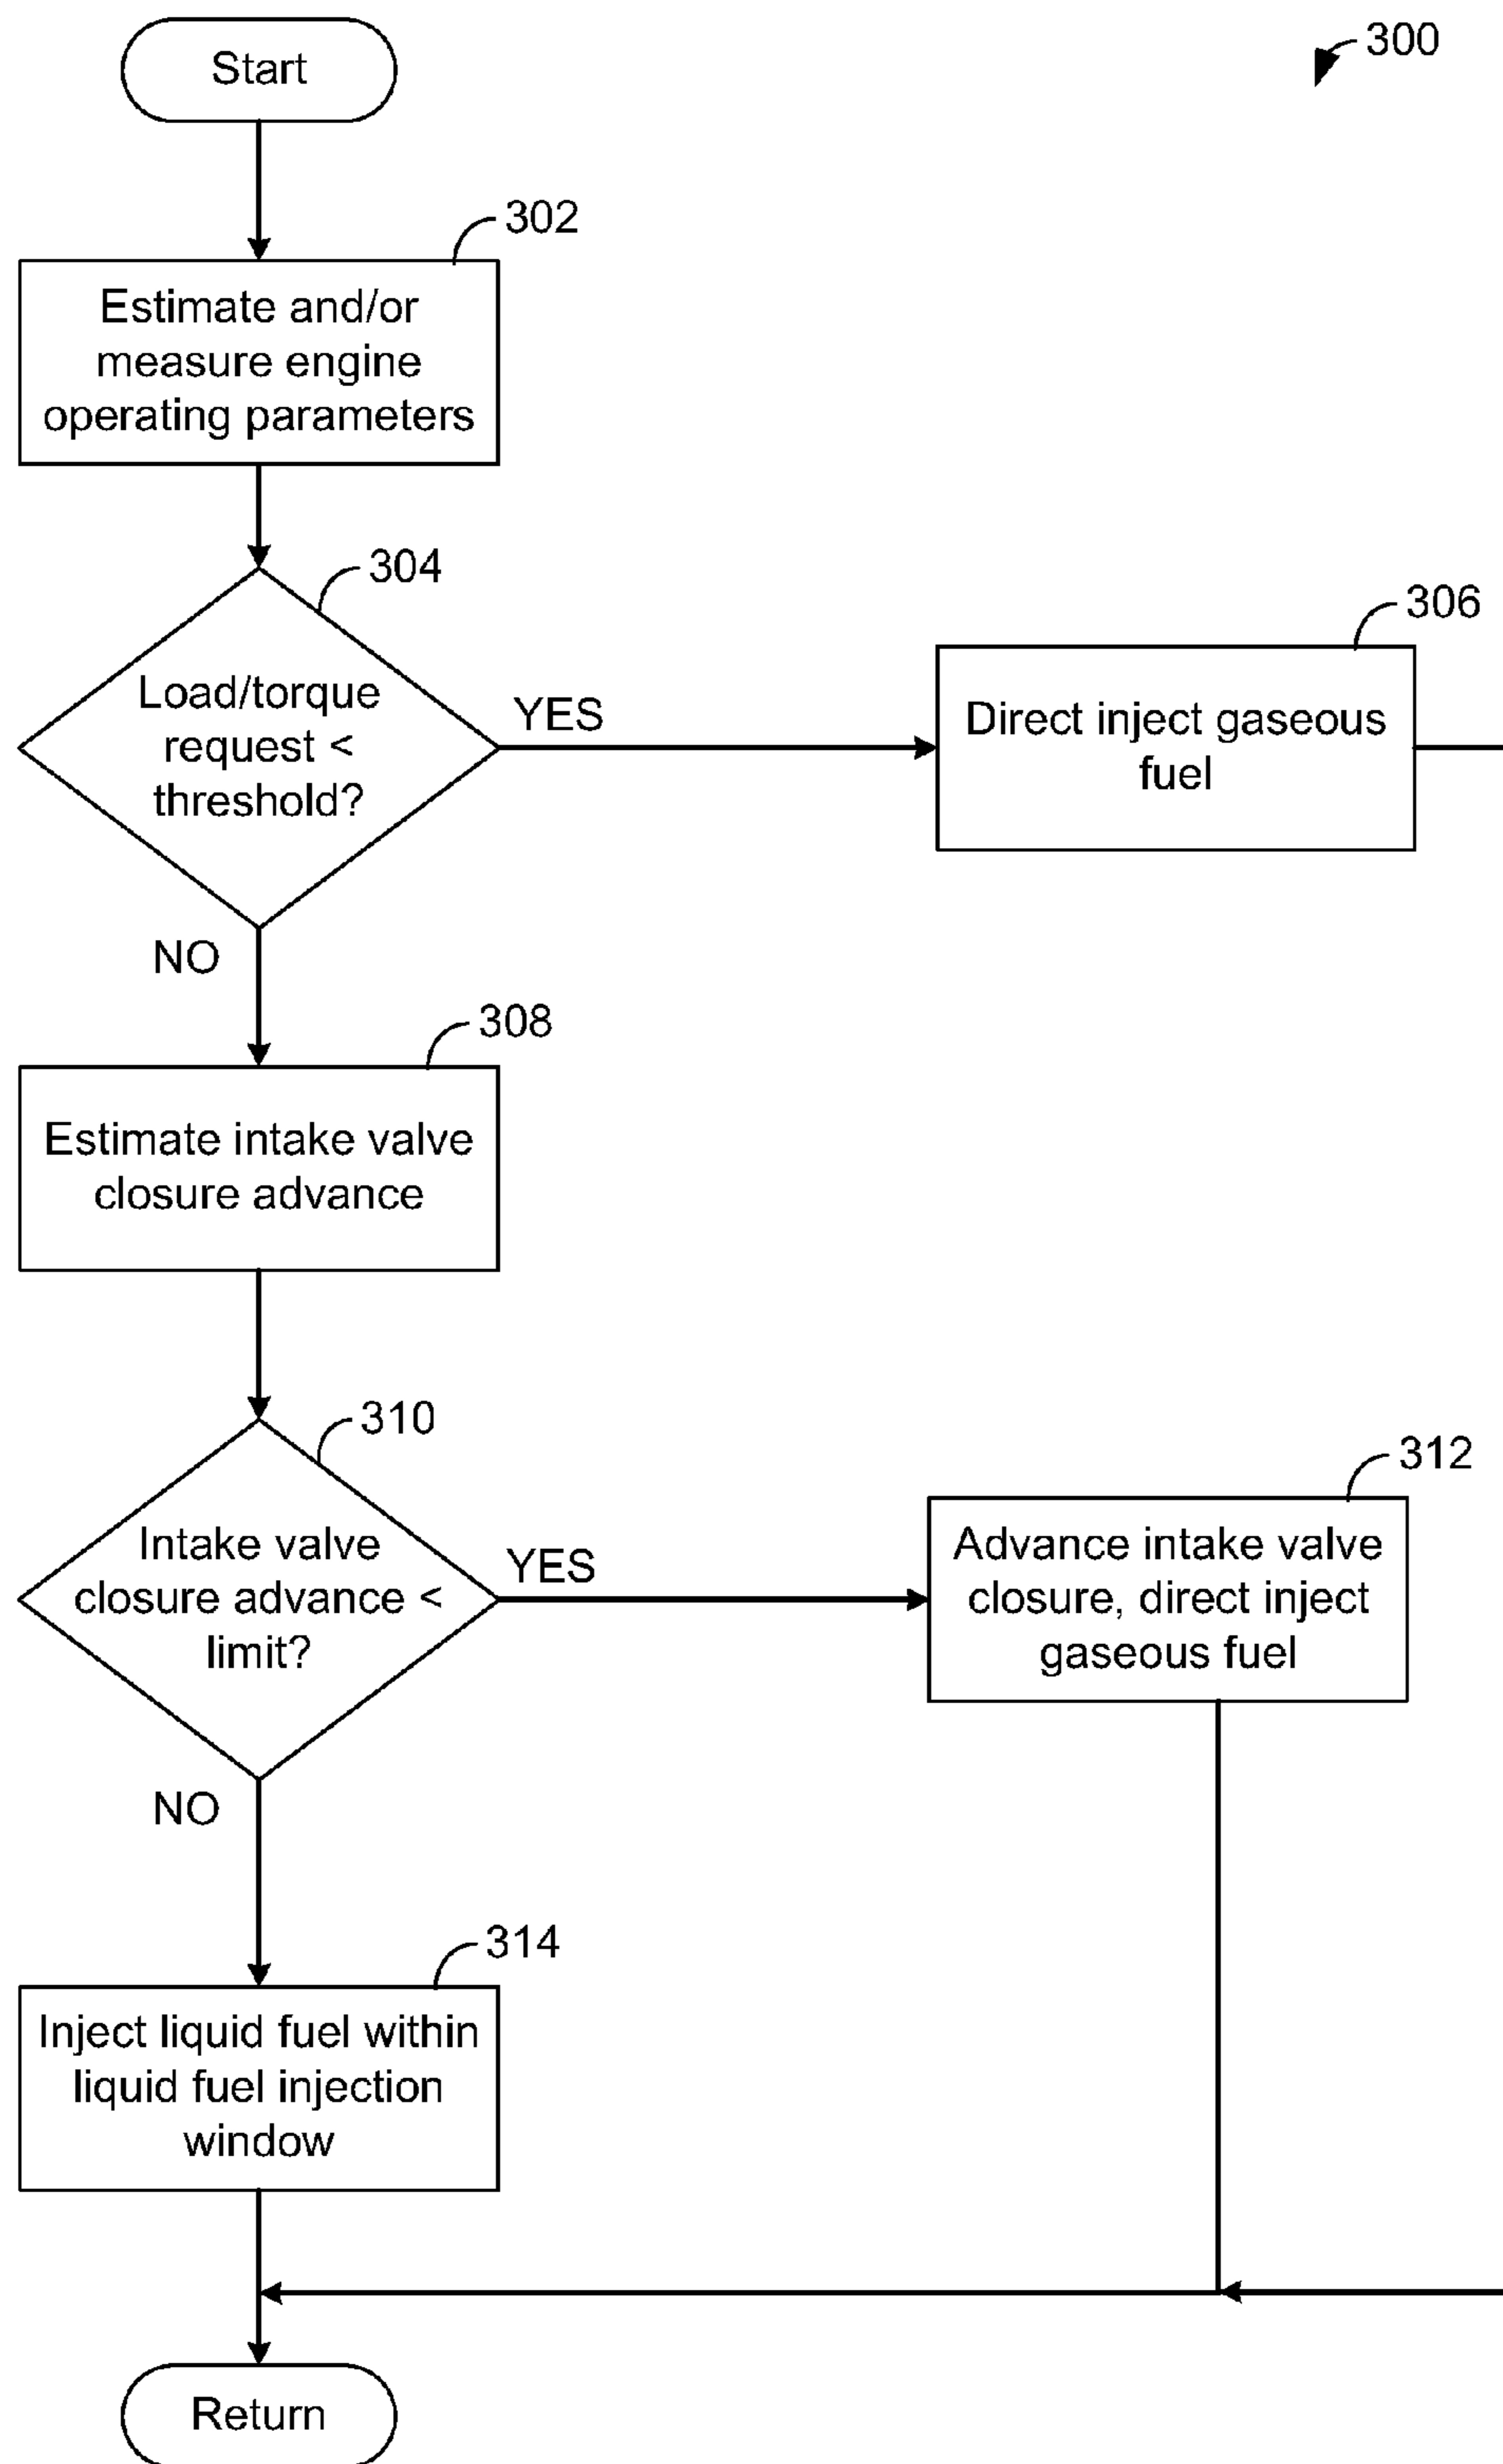 Start
300
302
Estimate and/or
measure engine
operating parameters
304
Load/torque
request <
threshold?
YES
306
Direct inject gaseous
fuel
NO
308
Estimate intake valve
closure advance
310
Intake valve
closure advance <
limit?
YES
312
Advance intake valve
closure, direct inject
gaseous fuel
NO
314
Inject liquid fuel within
liquid fuel injection
window
Return